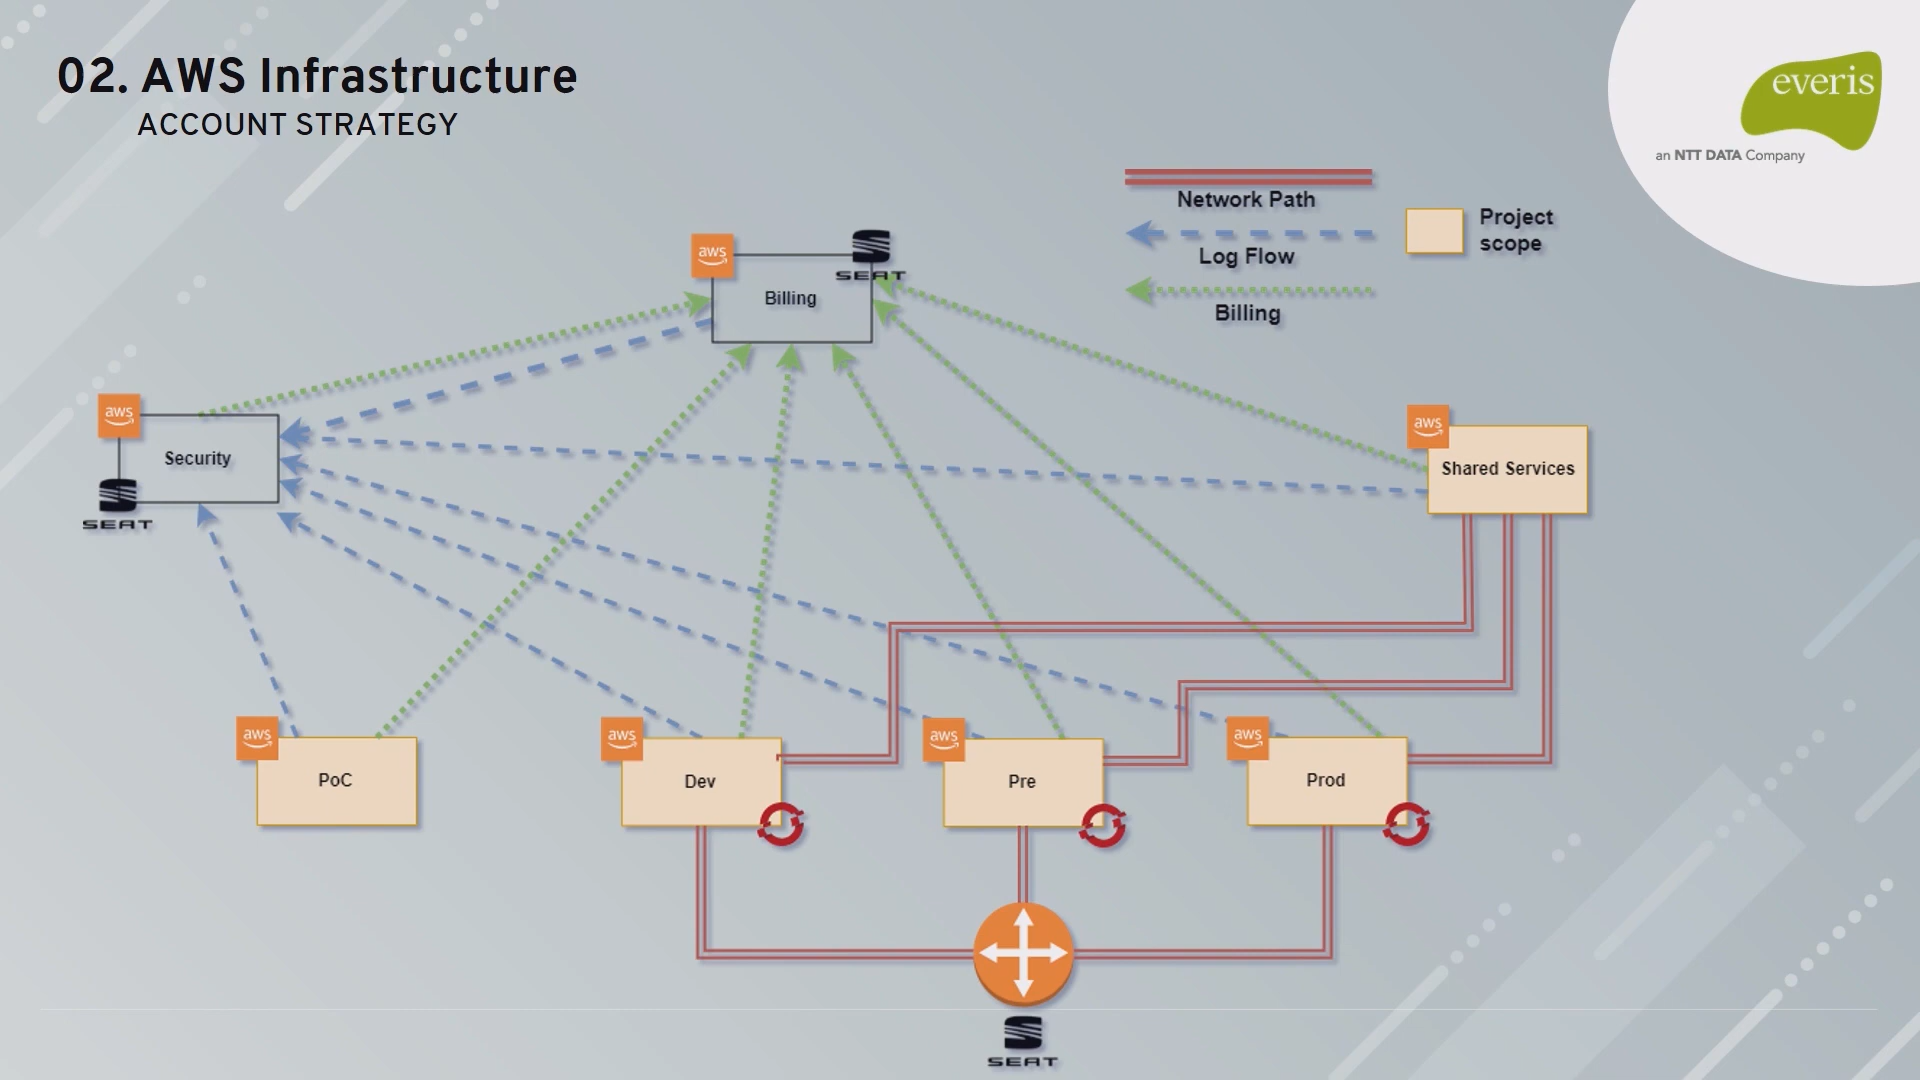 02. AWS Infrastructure
ACCOUNT STRATEGY
everis
an NTT DATA Company
Network Path
Log Flow
Billing
Project
scope
aws
SEAT
Billing
aws
Security
SEAT
aws
Shared Services
aws
PoC
aws
Dev
aws
Pre
aws
Prod
SEAT